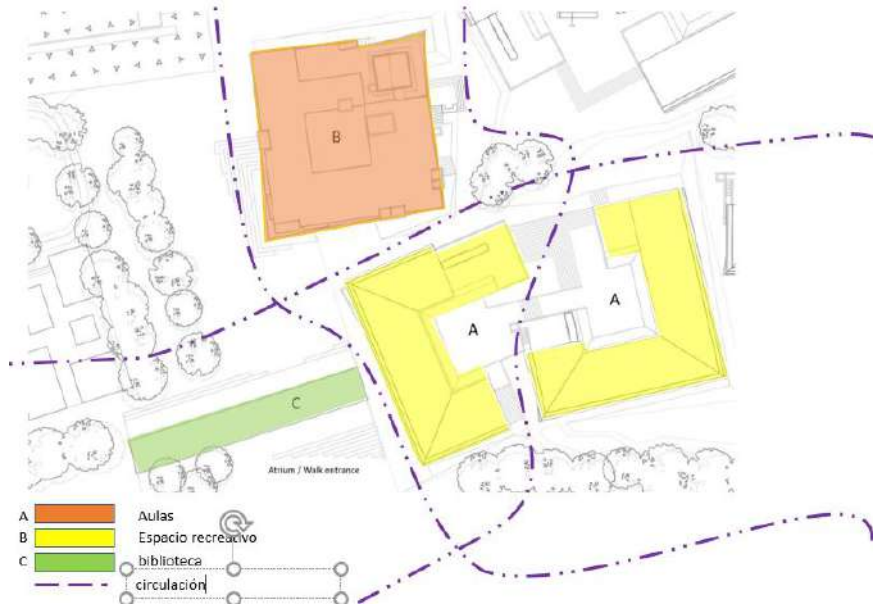 B
A
A
C
Atrium / Walk entrance
A Aulas
B Espacio recreativo
C biblioteca
circulación